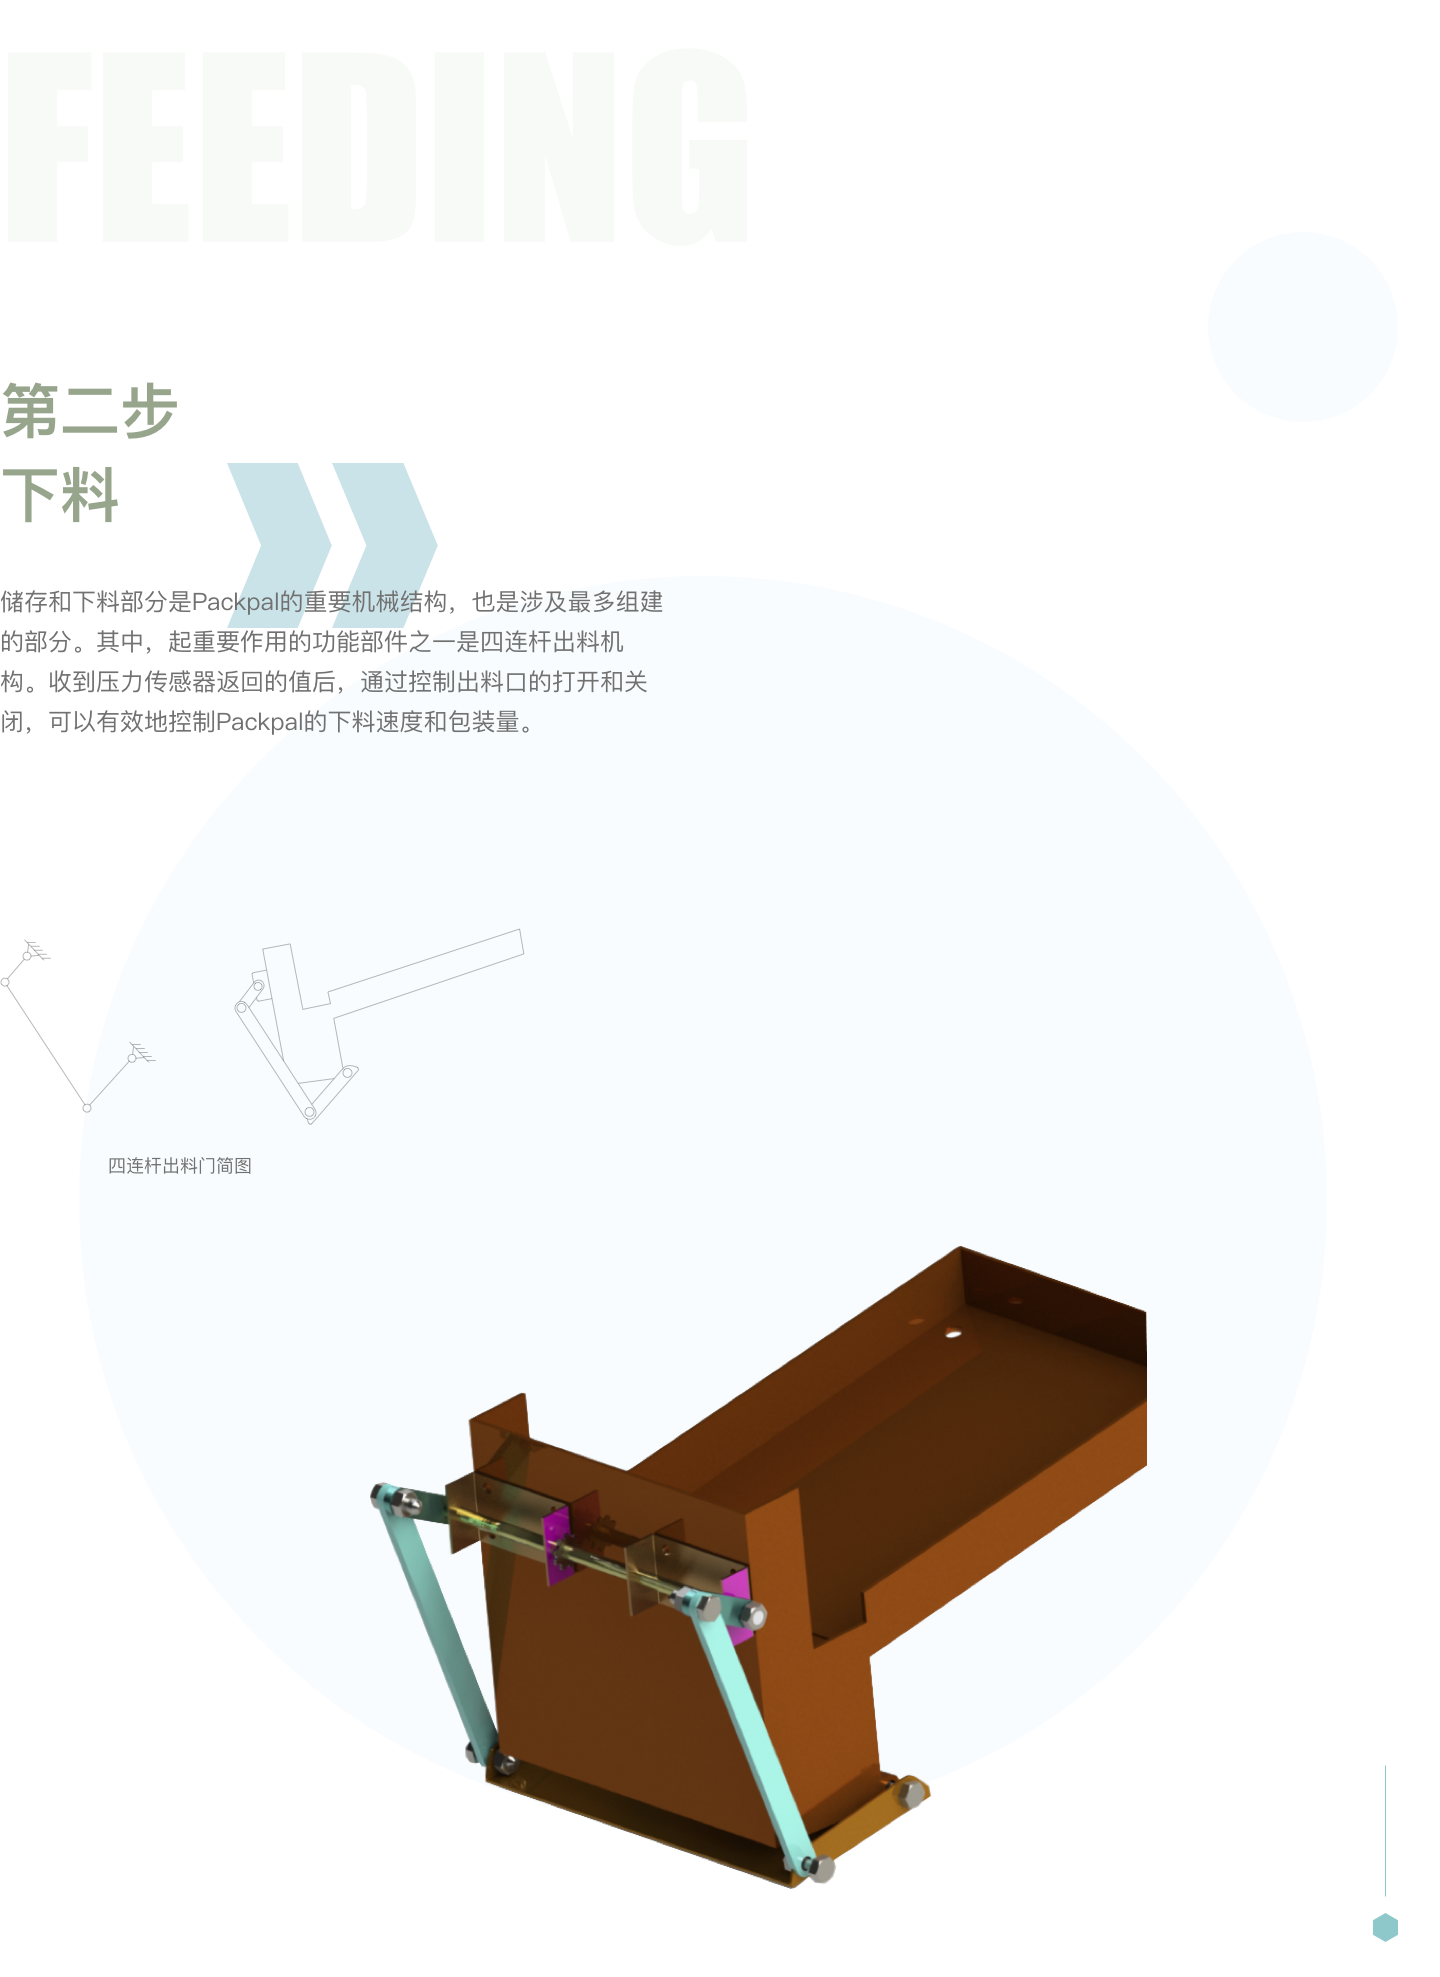 FEEDING
第二步
下料
储存和下料部分是Packpal的重要机械结构，也是涉及最多组建
的部分。其中，起重要作用的功能部件之一是四连杆出料机
构。收到压力传感器返回的值后，通过控制出料口的打开和关
闭，可以有效地控制Packpal的下料速度和包装量。
四连杆出料门简图